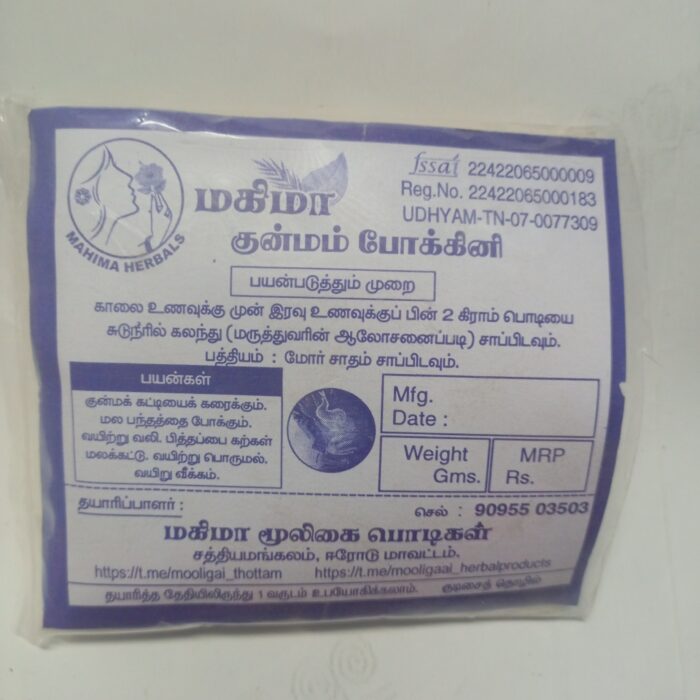 MAHIMA HERBALS
fssai 22422065000009
Reg.No. 22422065000183
UDHYAM-TN-07-0077309
மகிமா
குன்மம் போக்கினி
பயன்படுத்தும் முறை
காலை உணவுக்கு முன் இரவு உணவுக்குப் பின் 2 கிராம் பொடியை
சுடுநீரில் கலந்து (மருத்துவரின் ஆலோசனைப்படி) சாப்பிடவும்.
பத்தியம் : மோர் சாதம் சாப்பிடவும்.
பயன்கள்
குன்மக் கட்டியைக் கரைக்கும்.
மல பந்தத்தை போக்கும்.
வயிற்று வலி. பித்தப்பை கற்கள்
மலக்கட்டு. வயிற்று பொருமல்.
வயிறு வீக்கம்.
Mfg.
Date :
Weight
Gms.
MRP
Rs.
தயாரிப்பாளர் :
செல் : 90955 03503
மகிமா மூலிகை பொடிகள்
சத்தியமங்கலம், ஈரோடு மாவட்டம்.
https://t.me/mooligai_thottam https://t.me/mooligaai_herbalproducts
தயாரித்த தேதியிலிருந்து 1 வருடம் உபயோகிக்கலாம். குடிசைத் தொழில்